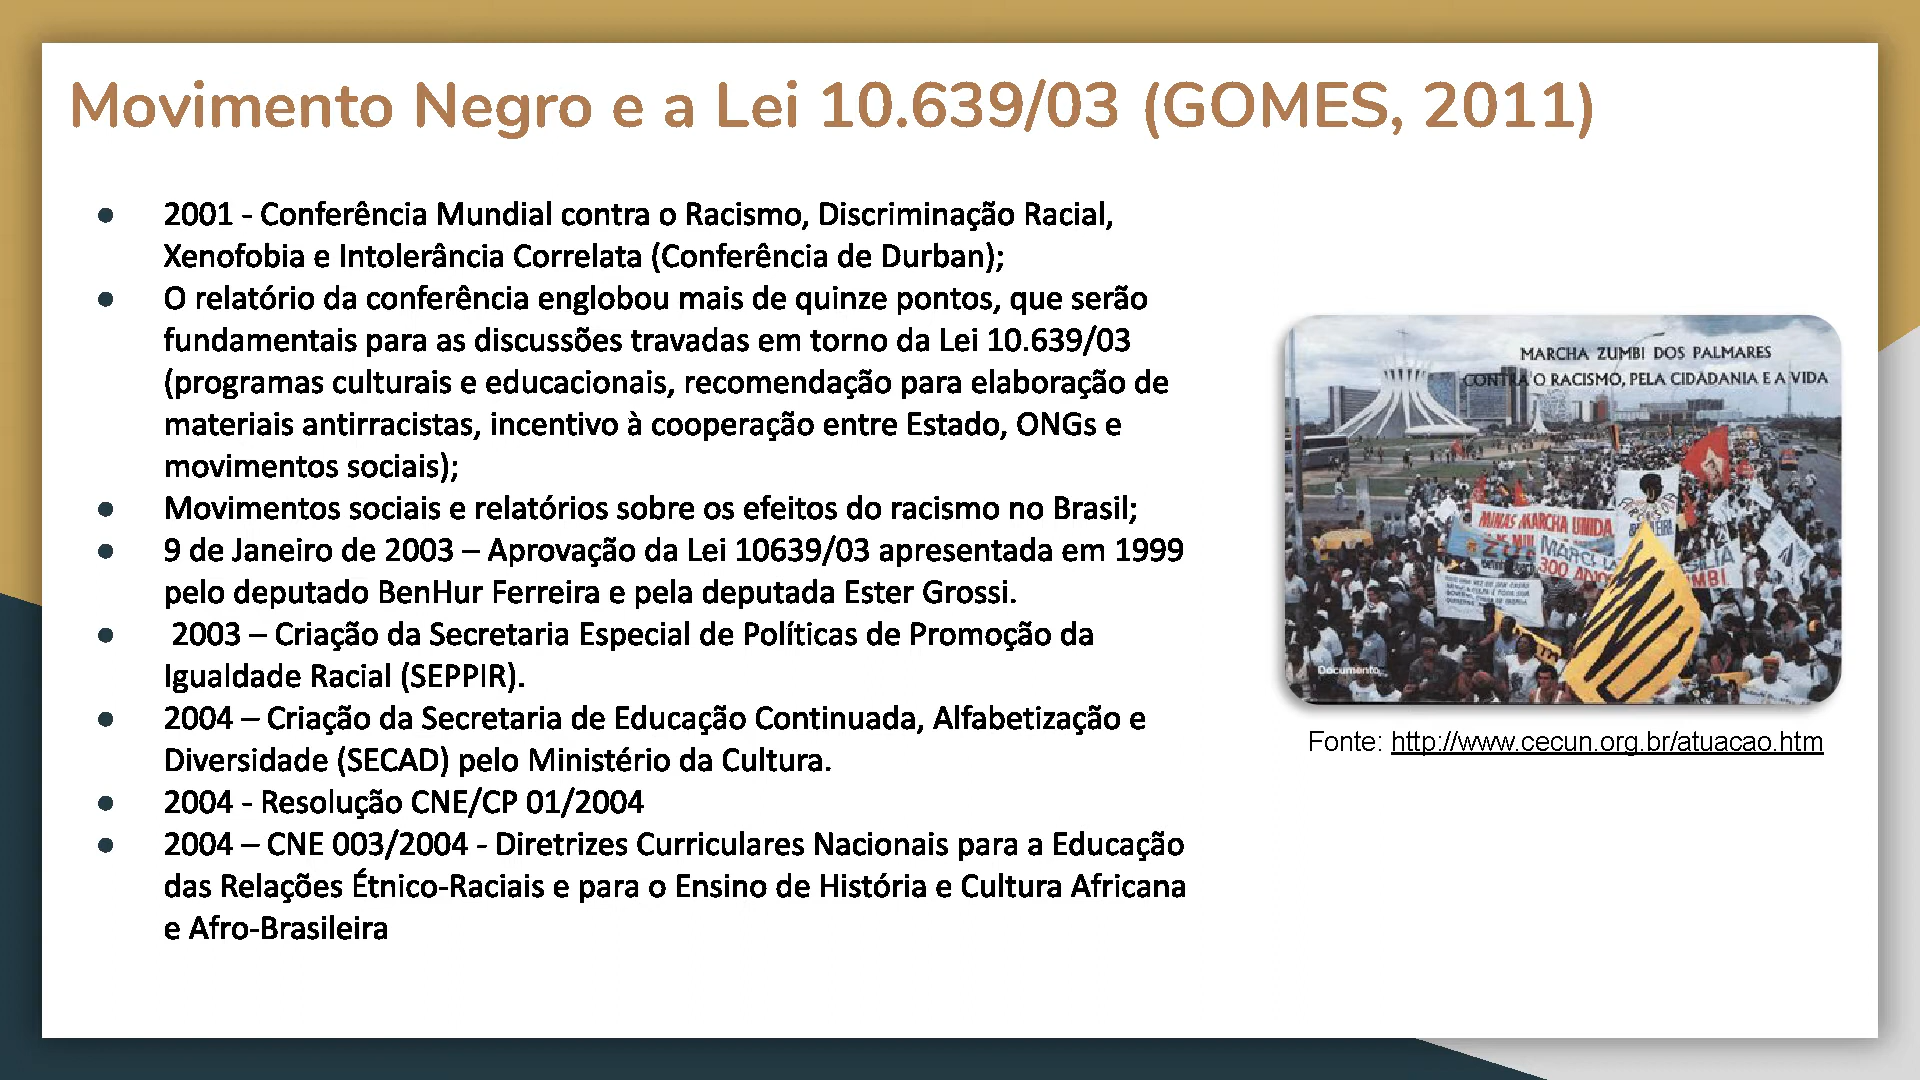 Movimento Negro e a Lei 10.639/03 (GOMES, 2011)
● 2001 - Conferência Mundial contra o Racismo, Discriminação Racial,
Xenofobia e Intolerância Correlata (Conferência de Durban);
● O relatório da conferência englobou mais de quinze pontos, que serão
fundamentais para as discussões travadas em torno da Lei 10.639/03
(programas culturais e educacionais, recomendação para elaboração de
materiais antirracistas, incentivo à cooperação entre Estado, ONGs e
movimentos sociais);
● Movimentos sociais e relatórios sobre os efeitos do racismo no Brasil;
● 9 de Janeiro de 2003 – Aprovação da Lei 10639/03 apresentada em 1999
pelo deputado BenHur Ferreira e pela deputada Ester Grossi.
● 2003 – Criação da Secretaria Especial de Políticas de Promoção da
Igualdade Racial (SEPPIR).
● 2004 – Criação da Secretaria de Educação Continuada, Alfabetização e
Diversidade (SECAD) pelo Ministério da Cultura.
● 2004 - Resolução CNE/CP 01/2004
● 2004 – CNE 003/2004 - Diretrizes Curriculares Nacionais para a Educação
das Relações Étnico-Raciais e para o Ensino de História e Cultura Africana
e Afro-Brasileira
MARCHA ZUMBI DOS PALMARES
CONTRA O RACISMO, PELA CIDADANIA E A VIDA
MINAS MARCHA UNIDA
300 ANOS
Documento
Fonte: http://www.cecun.org.br/atuacao.htm